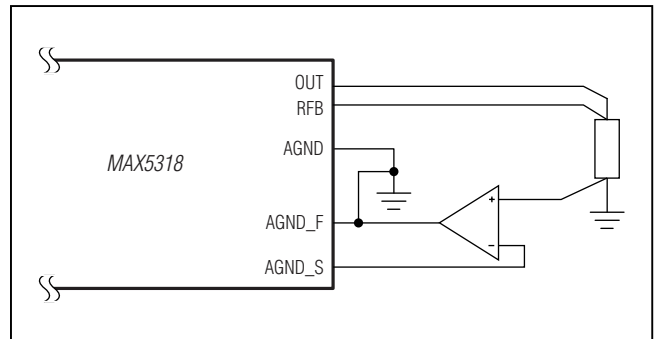 OUT
RFB
MAX5318
AGND
AGND_F
AGND_S
+
-